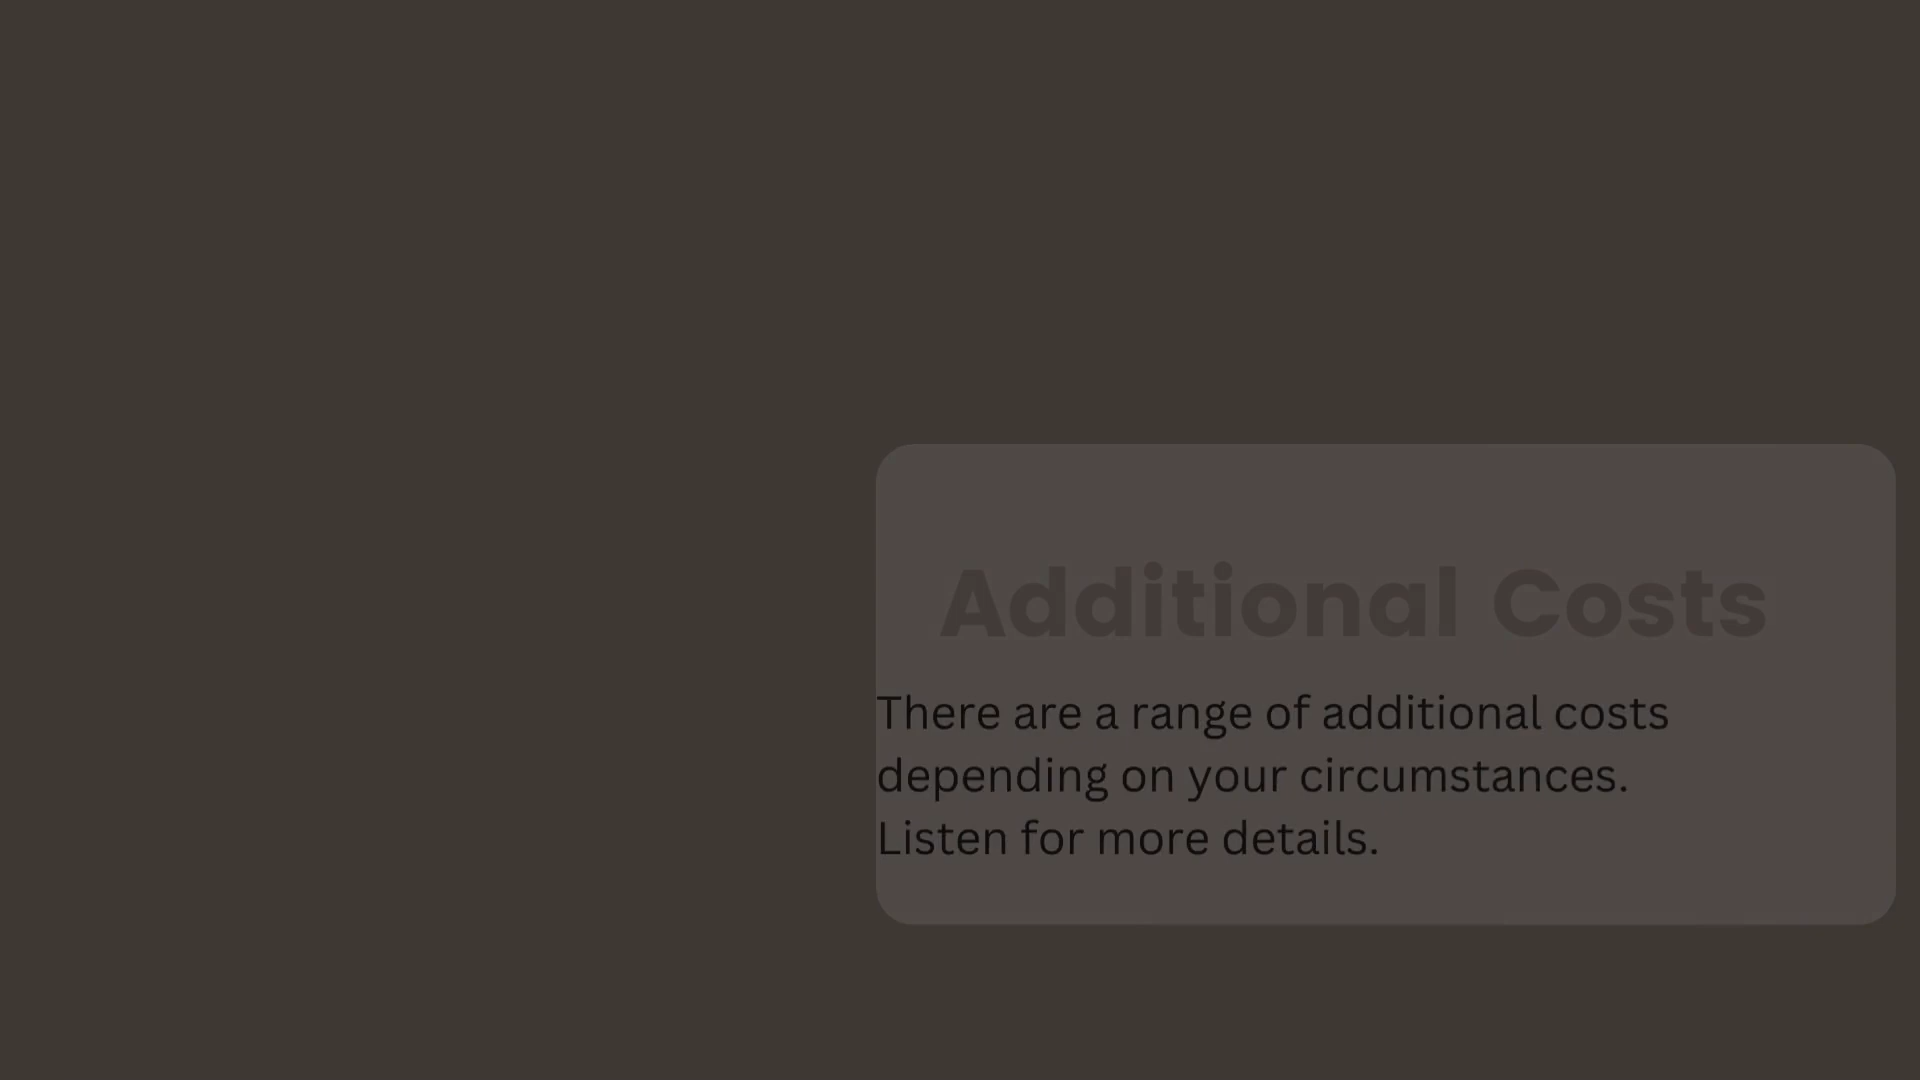 Additional Costs
There are a range of additional costs
depending on your circumstances.
Listen for more details.